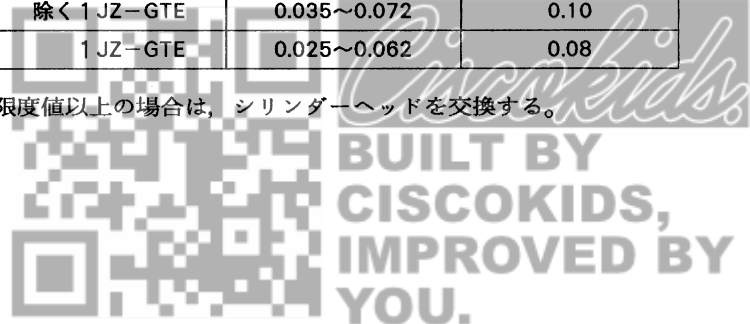 除く1JZ－GTE 0.035～0.072 0.10
1JZ－GTE 0.025～0.062 0.08
限度値以上の場合は，シリンダーヘッドを交換する。
Ciscokids.
BUILT BY
CISCOKIDS,
IMPROVED BY
YOU.